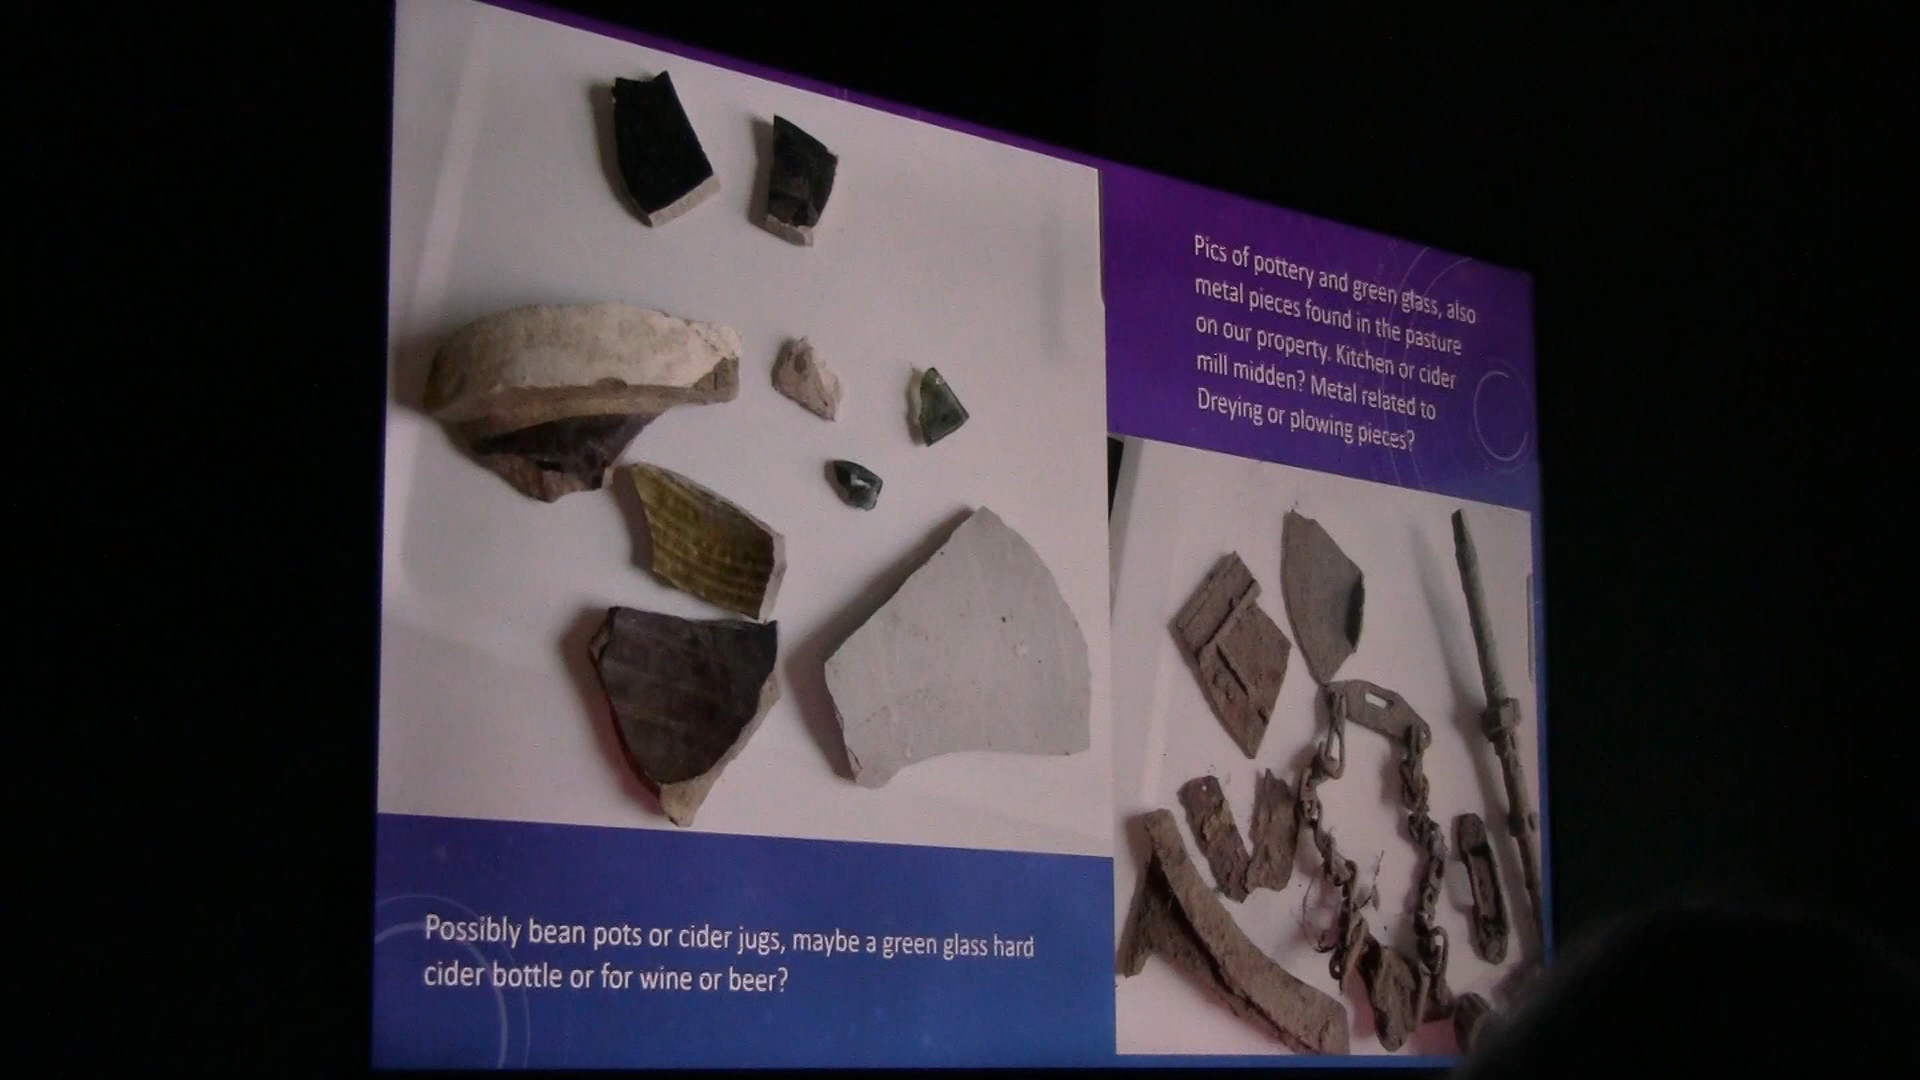 Pics of pottery and green glass, also
metal pieces found in the pasture
on our property. Kitchen or cider
mill midden? Metal related to
Dreying or plowing pieces?
Possibly bean pots or cider jugs, maybe a green glass hard
cider bottle or for wine or beer?